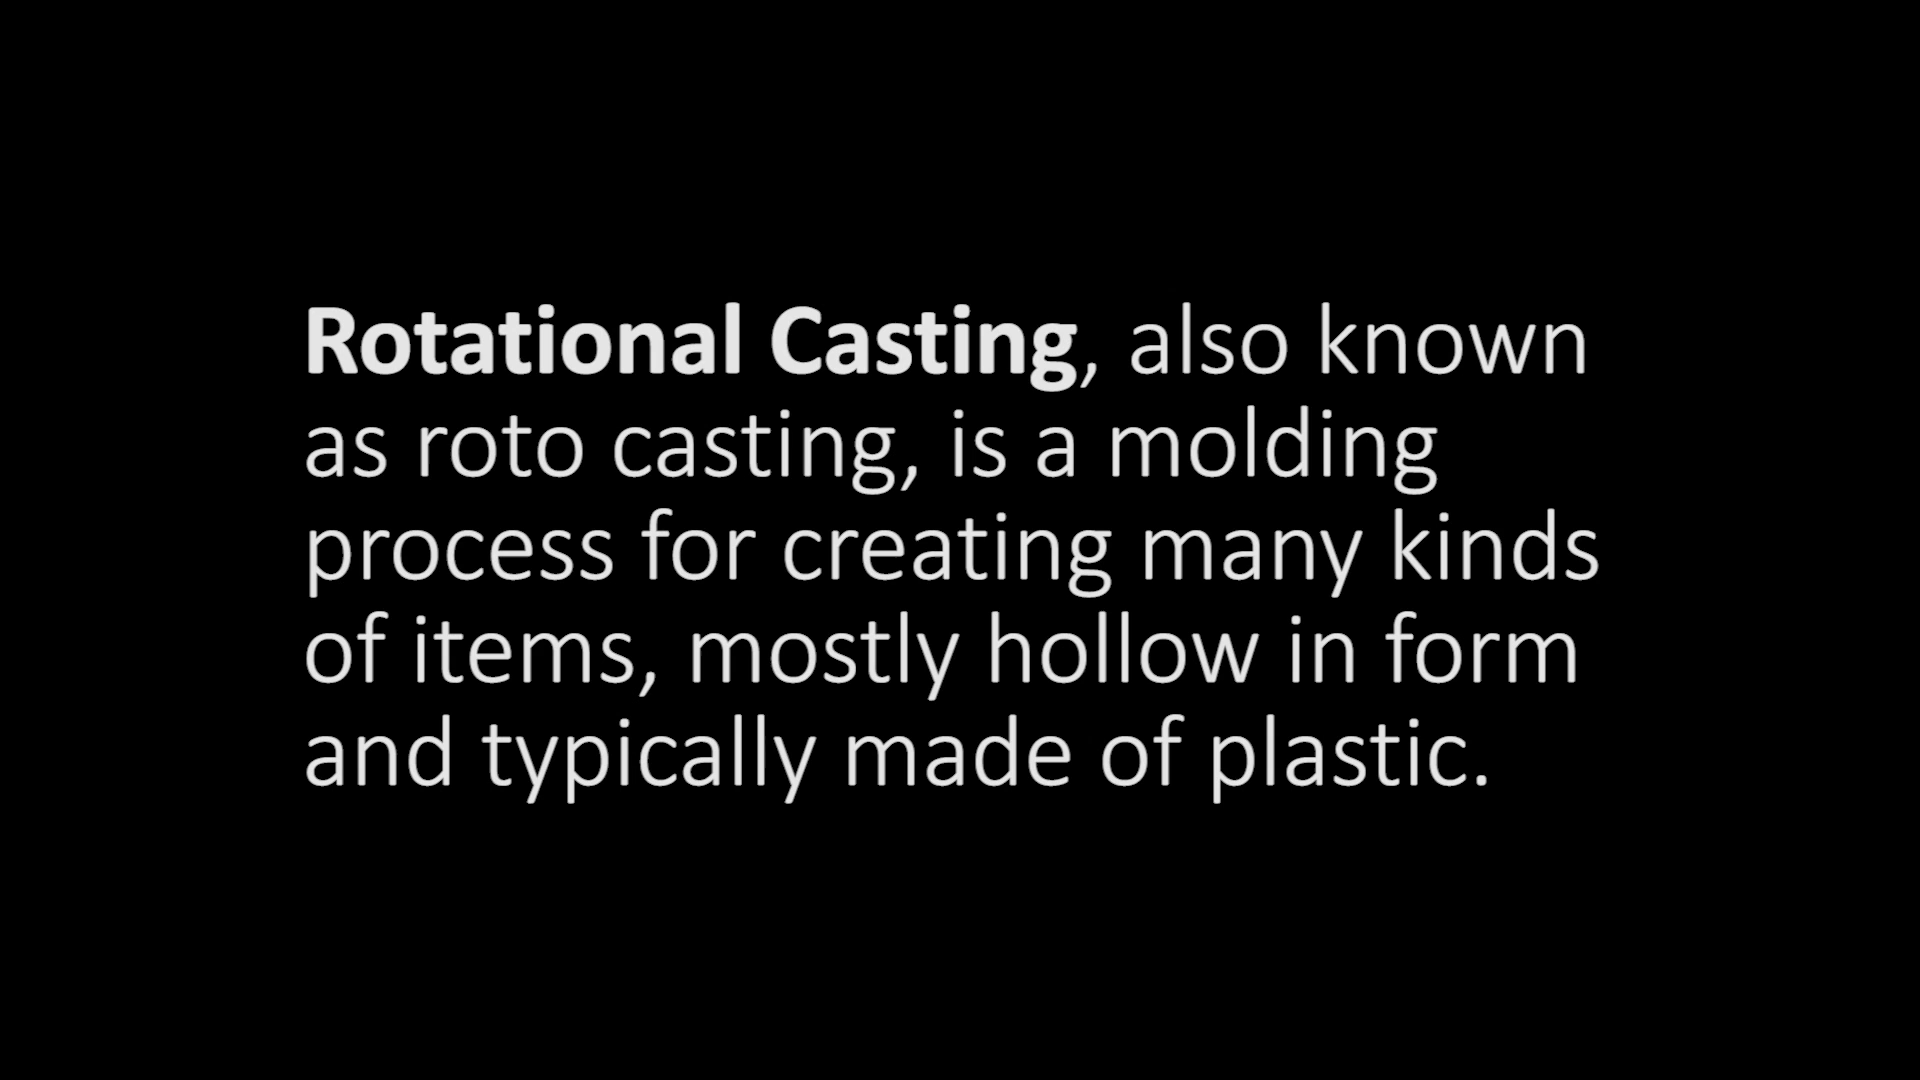 Rotational Casting, also known
as roto casting, is a molding
process for creating many kinds
of items, mostly hollow in form
and typically made of plastic.